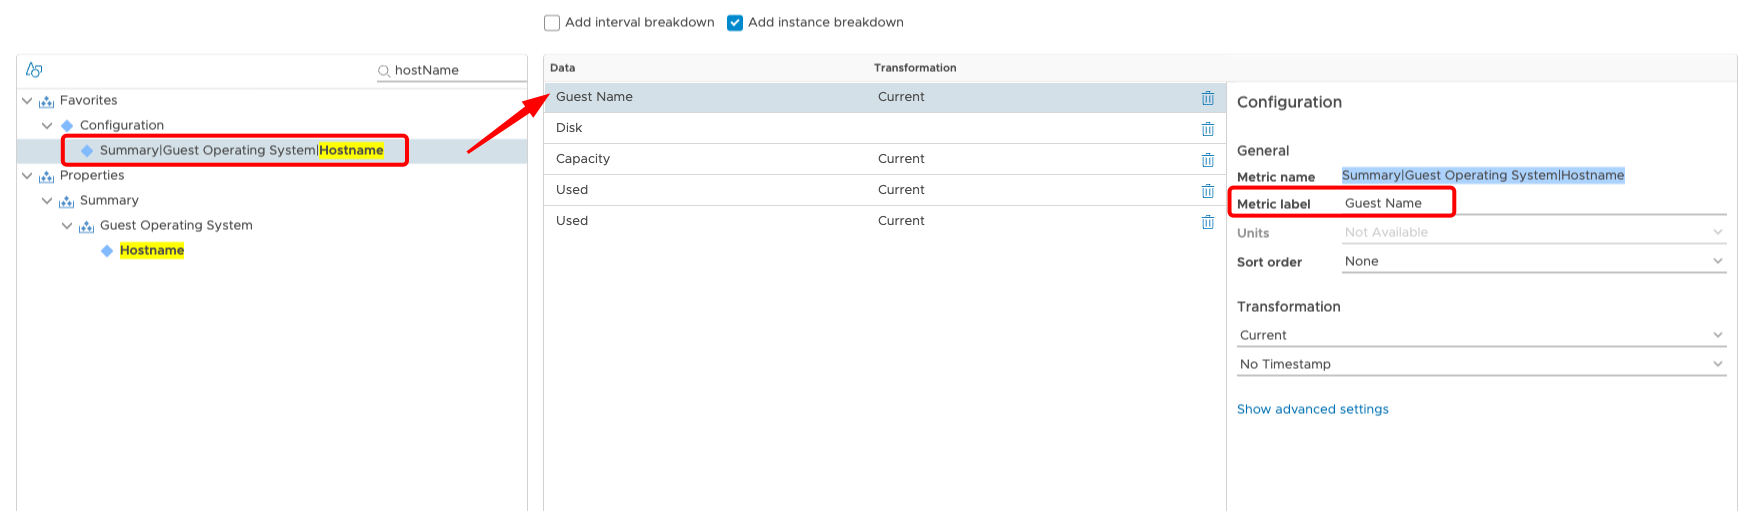 Add interval breakdown Add instance breakdown
hostName
Favorites
Configuration
Summary|Guest Operating System|Hostname
Properties
Summary
Guest Operating System
Hostname
Data Transformation
Guest Name Current
Disk
Capacity Current
Used Current
Used Current
Configuration
General
Metric name Summary|Guest Operating System|Hostname
Metric label Guest Name
Units Not Available
Sort order None
Transformation
Current
No Timestamp
Show advanced settings